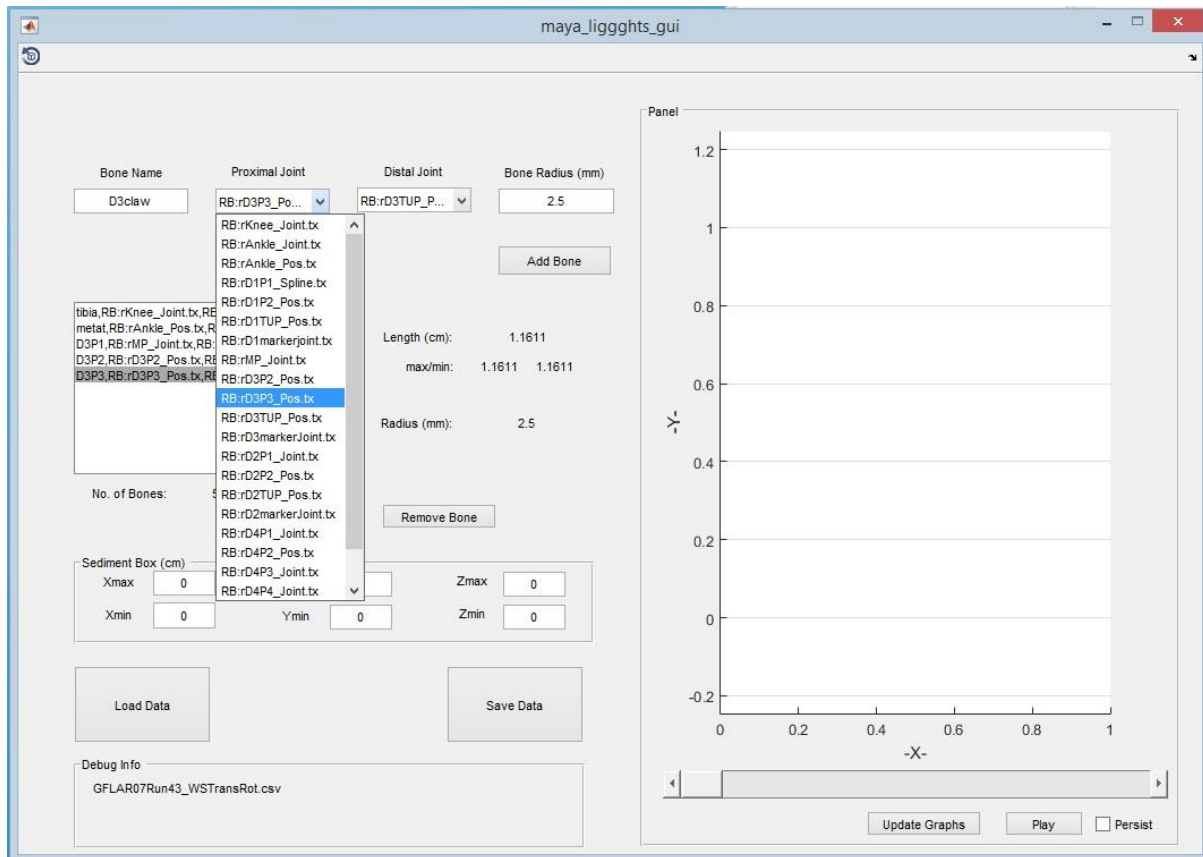 maya_liggghts_gui
Bone Name Proximal Joint Distal Joint Bone Radius (mm)
D3claw RB:rD3P3_Po... RB:rD3TUP_P... 2.5
Add Bone
RB:rKnee_Joint.tx
RB:rAnkle_Joint.tx
RB:rAnkle_Pos.tx
RB:rD1P1_Spline.tx
RB:rD1P2_Pos.tx
RB:rD1TUP_Pos.tx
RB:rD1markerjoint.tx
RB:rMP_Joint.tx
RB:rD3P2_Pos.tx
RB:rD3P3_Pos.tx
RB:rD3TUP_Pos.tx
RB:rD3markerJoint.tx
RB:rD2P1_Joint.tx
RB:rD2P2_Pos.tx
RB:rD2TUP_Pos.tx
RB:rD2markerJoint.tx
RB:rD4P1_Joint.tx
RB:rD4P2_Pos.tx
RB:rD4P3_Joint.tx
RB:rD4P4_Joint.tx
tibia,RB:rKnee_Joint.tx,RE
metat,RB:rAnkle_Pos.tx,R
D3P1,RB:rMP_Joint.tx,RB:
D3P2,RB:rD3P2_Pos.tx,RE
D3P3,RB:rD3P3_Pos.tx,RE
Length (cm): 1.1611
max/min: 1.1611 1.1611
Radius (mm): 2.5
No. of Bones:
Remove Bone
Sediment Box (cm)
Xmax 0 Zmax 0
Xmin 0 Ymin 0 Zmin 0
Load Data Save Data
Debug Info
GFLAR07Run43_WSTransRot.csv
Panel
1.2
1
0.8
0.6
0.4
0.2
0
-0.2
-Y-
0 0.2 0.4 0.6 0.8 1
-X-
Update Graphs Play Persist